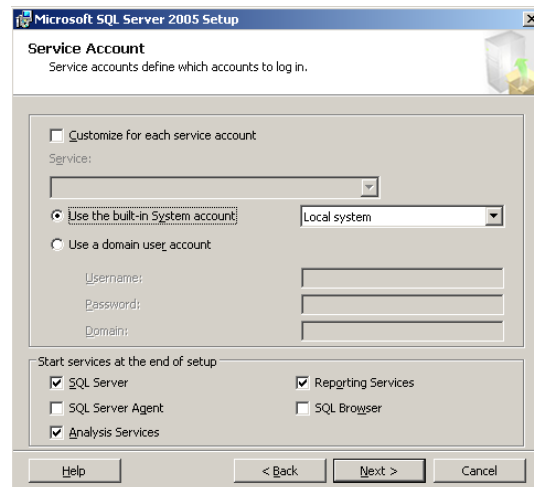 Microsoft SQL Server 2005 Setup
Service Account
Service accounts define which accounts to log in.
Customize for each service account
Service:
Use the built-in System account
Local system
Use a domain user account
Username:
Password:
Domain:
Start services at the end of setup
SQL Server
Reporting Services
SQL Server Agent
SQL Browser
Analysis Services
Help
< Back
Next >
Cancel